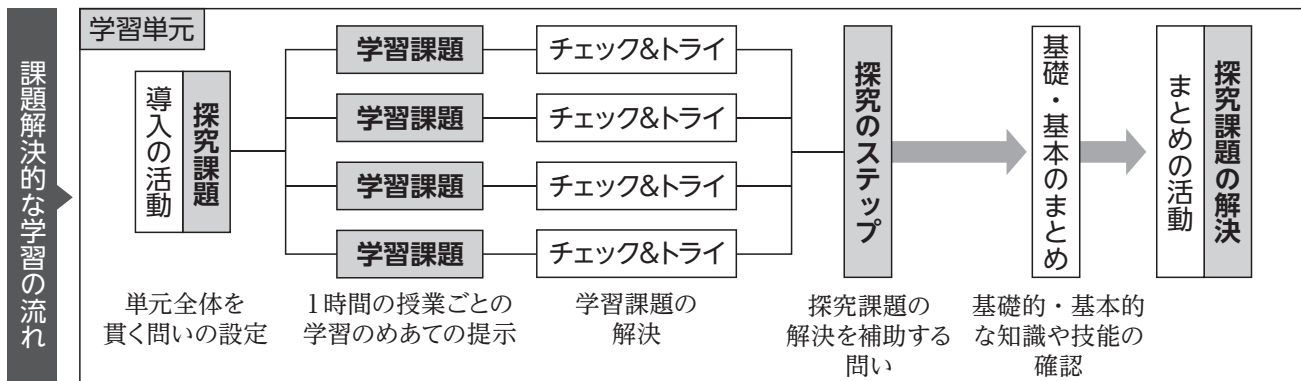 課題解決的な学習の流れ
学習単元
導入の活動
探究課題
学習課題
チェック&トライ
学習課題
チェック&トライ
学習課題
チェック&トライ
学習課題
チェック&トライ
探究のステップ
基礎・基本のまとめ
まとめの活動
探究課題の解決
単元全体を
貫く問いの設定
1時間の授業ごとの
学習のめあての提示
学習課題の
解決
探究課題の
解決を補助する
問い
基礎的・基本的
な知識や技能の
確認